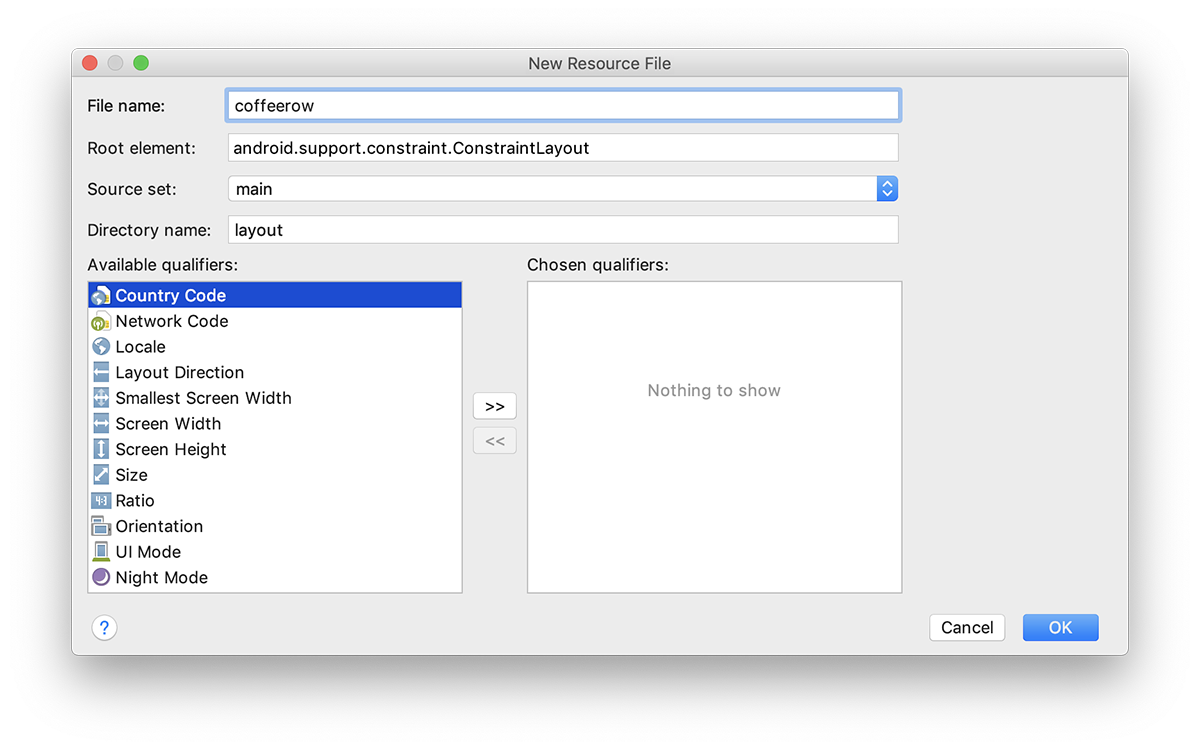 New Resource File
File name: coffeerow
Root element: android.support.constraint.ConstraintLayout
Source set: main
Directory name: layout
Available qualifiers:
Country Code
Network Code
Locale
Layout Direction
Smallest Screen Width
Screen Width
Screen Height
Size
Ratio
Orientation
UI Mode
Night Mode
>>
<<
Chosen qualifiers:
Nothing to show
?
Cancel
OK